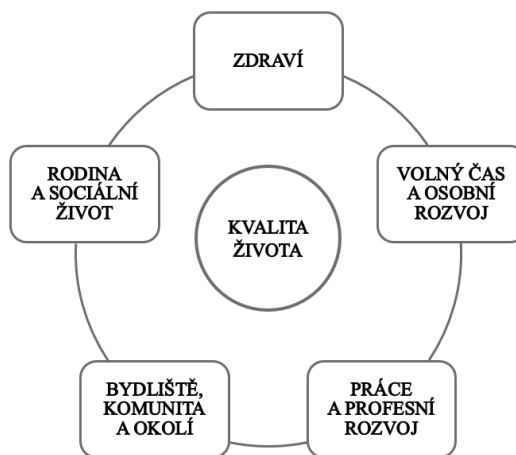 ZDRAVÍ
RODINA
A SOCIÁLNÍ
ŽIVOT
VOLNÝ ČAS
A OSOBNÍ
ROZVOJ
KVALITA
ŽIVOTA
BYDLIŠTĚ,
KOMUNITA
A OKOLÍ
PRÁCE
A PROFESNÍ
ROZVOJ